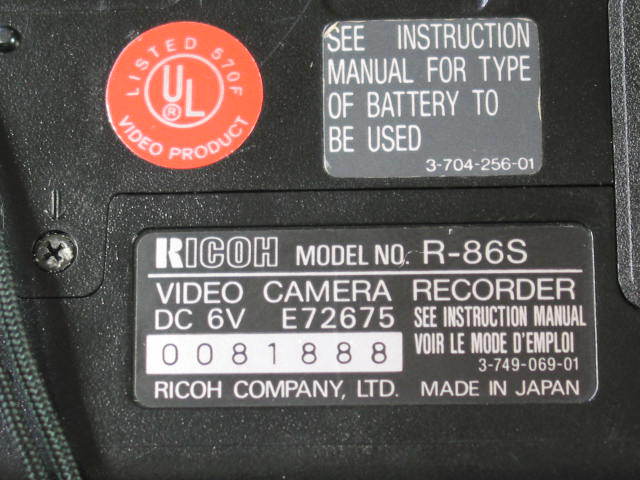 LISTED 570F
UL
®
VIDEO PRODUCT
SEE INSTRUCTION
MANUAL FOR TYPE
OF BATTERY TO
BE USED
3-704-256-01
RICOH MODEL NO. R-86S
VIDEO CAMERA RECORDER
DC 6V E72675 SEE INSTRUCTION MANUAL
VOIR LE MODE D'EMPLOI
0081888 3-749-069-01
RICOH COMPANY, LTD. MADE IN JAPAN